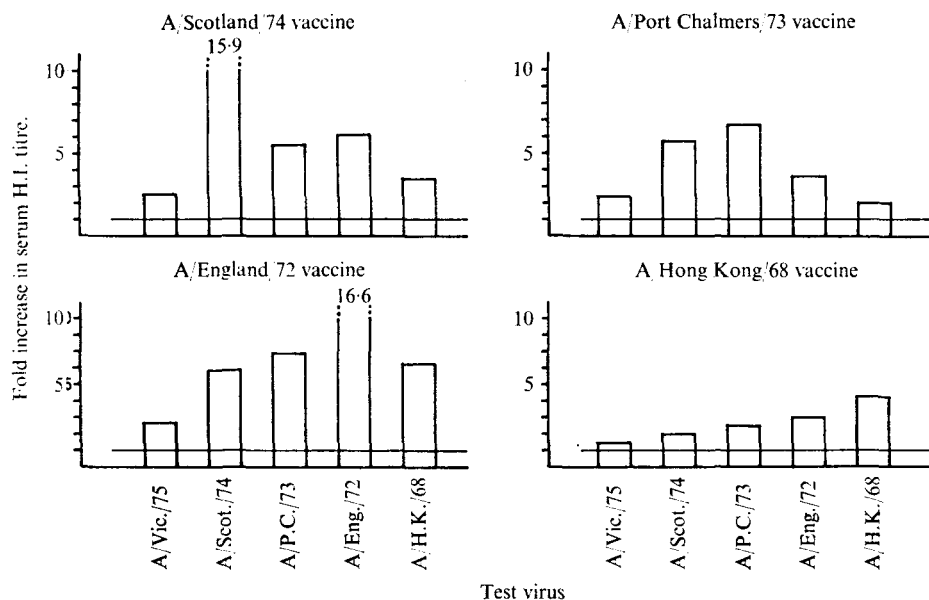 A/Scotland/74 vaccine
15·9
10
5
A/Port Chalmers/73 vaccine
10
5
Fold increase in serum H.I. titre.
A/England/72 vaccine
16·6
100
55
A Hong Kong/68 vaccine
10
5
A/Vic./75
A/Scot./74
A/P.C./73
A/Eng./72
A/H.K./68
A/Vic./75
A/Scot./74
A/P.C./73
A/Eng./72
A/H.K./68
Test virus